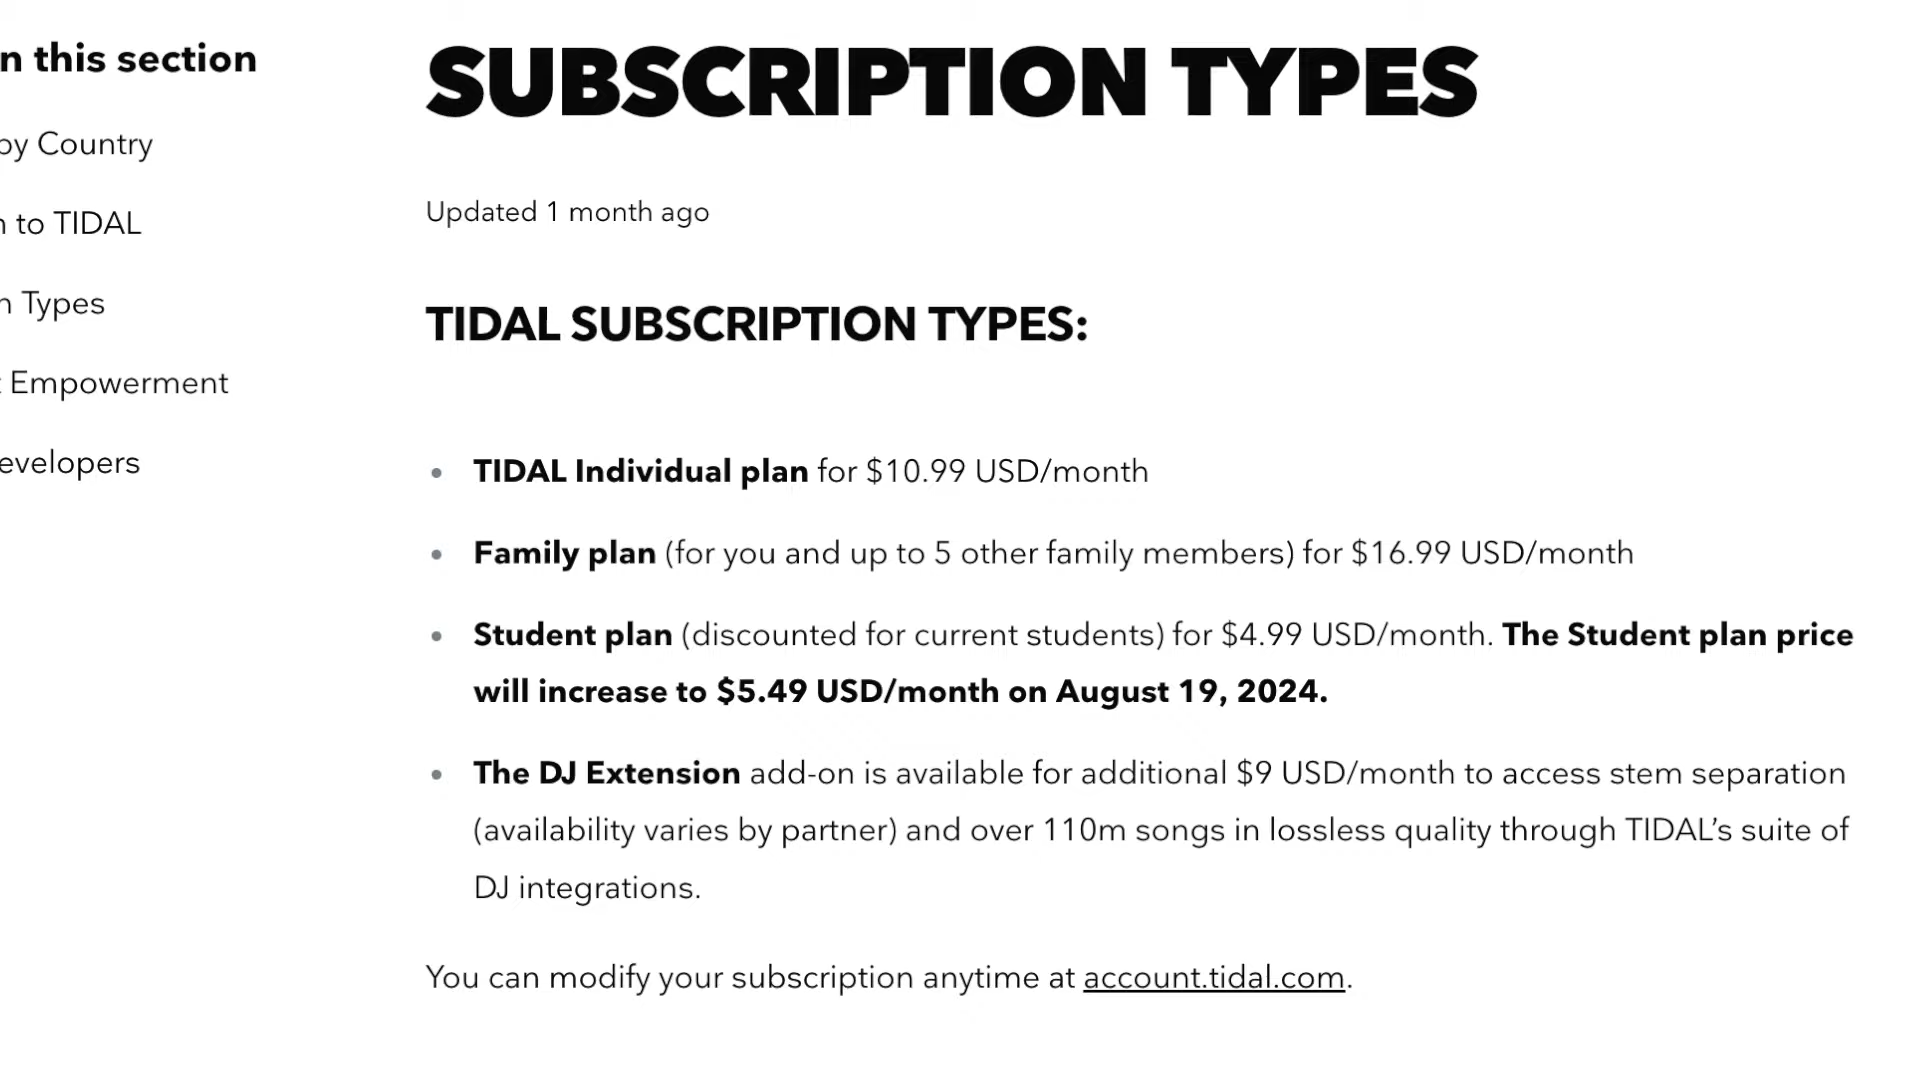 n this section
by Country
n to TIDAL
n Types
t Empowerment
evelopers
SUBSCRIPTION TYPES
Updated 1 month ago
TIDAL SUBSCRIPTION TYPES:
• TIDAL Individual plan for $10.99 USD/month
• Family plan (for you and up to 5 other family members) for $16.99 USD/month
• Student plan (discounted for current students) for $4.99 USD/month. The Student plan price
will increase to $5.49 USD/month on August 19, 2024.
• The DJ Extension add-on is available for additional $9 USD/month to access stem separation
(availability varies by partner) and over 110m songs in lossless quality through TIDAL’s suite of
DJ integrations.
You can modify your subscription anytime at account.tidal.com.